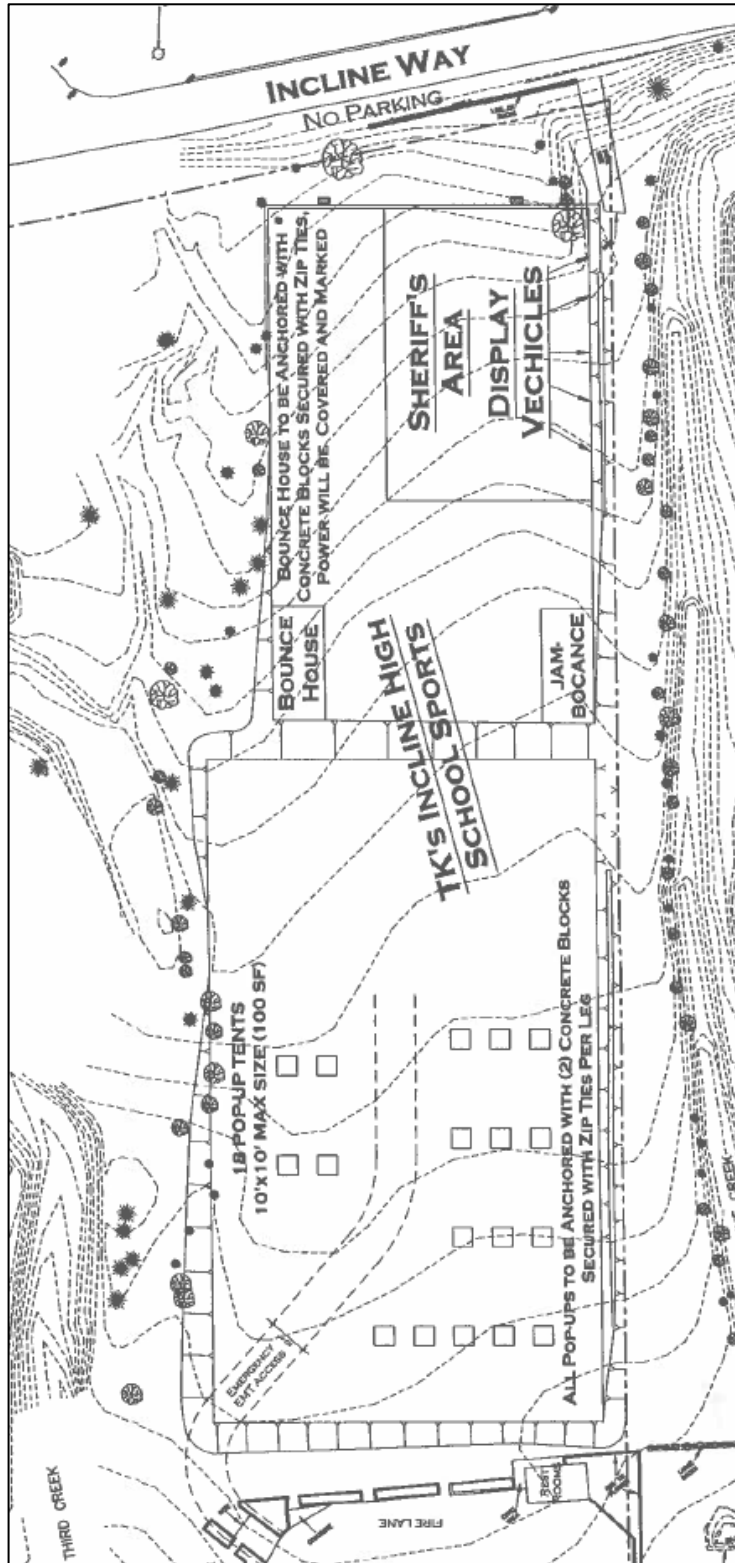 INCLINE WAY
NO PARKING
BOUNCE HOUSE TO BE ANCHORED WITH
CONCRETE BLOCKS SECURED WITH ZIP TIES,
POWER WILL BE COVERED AND MARKED
SHERIFF'S
AREA
DISPLAY
VECHICLES
BOUNCE
HOUSE
JAM-
BOCANCE
TK'S INCLINE HIGH
SCHOOL SPORTS
18 POP-UP TENTS
10'X10' MAX SIZE (100 SF)
ALL POP-UPS TO BE ANCHORED WITH (2) CONCRETE BLOCKS
SECURED WITH ZIP TIES PER LEG
EMERGENCY
EMT ACCESS
CREEK
THIRD CREEK
FIRE LANE
REST
ROOMS